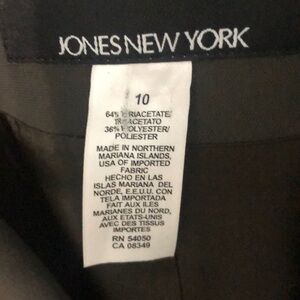 JONES NEW YORK
10
64% TRIACETATE/
TRIACETATO
36% POLYESTER/
POLIESTER
MADE IN NORTHERN
MARIANA ISLANDS,
USA OF IMPORTED
FABRIC
HECHO EN LAS
ISLAS MARIANA DEL
NORDE, E.E.U.U. CON
TELA IMPORTADA
FAIT AUX ILES
MARIANES DU NORD,
AUX ETATS-UNIS
AVEC DES TISSUS
IMPORTES
RN 54050
CA 08349